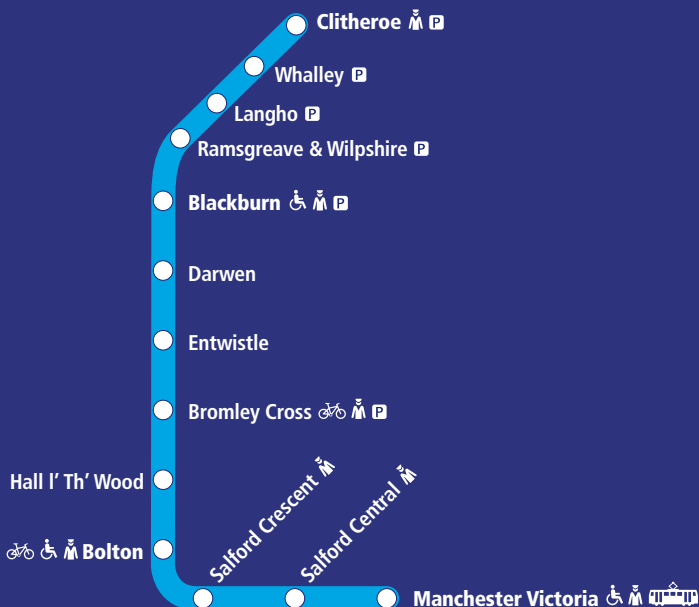 Clitheroe P
Whalley P
Langho P
Ramsgreave & Wilpshire P
Blackburn P
Darwen
Entwistle
Bromley Cross P
Hall l' Th' Wood
Bolton
Salford Crescent
Salford Central
Manchester Victoria